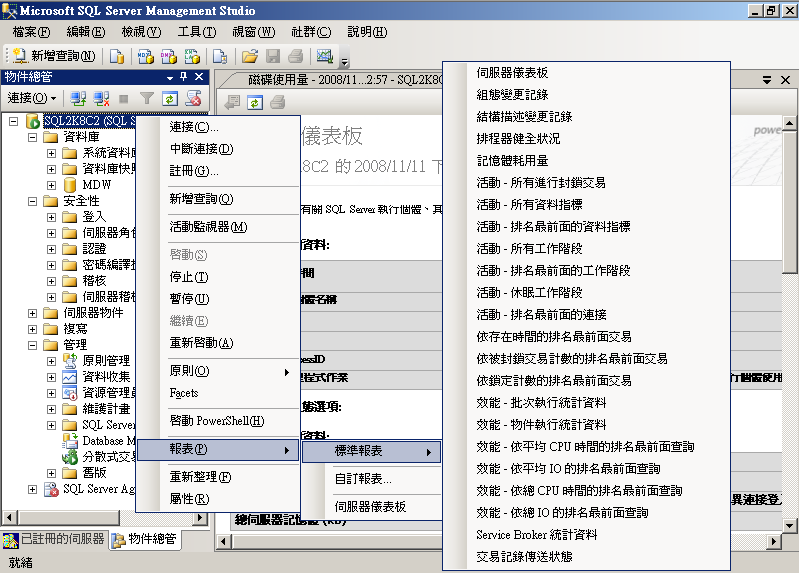 Microsoft SQL Server Management Studio
檔案(F) 編輯(E) 檢視(V) 工具(T) 視窗(W) 社群(C) 說明(H)
新增查詢(N)
物件總管
連接(O)
SQL2K8C2 (SQL S
資料庫
系統資料庫
資料庫快照
MDW
安全性
登入
伺服器角色
認證
密碼編譯
稽核
伺服器稽核
伺服器物件
複寫
管理
原則管理
資料收集
資源管理員
維護計畫
SQL Server
Database M
分散式交易
舊版
SQL Server Ag
已註冊的伺服器
物件總管
就緒
連接(C)...
中斷連接(D)
註冊(G)...
新增查詢(Q)
活動監視器(M)
啟動(S)
停止(T)
暫停(U)
繼續(E)
重新啟動(A)
原則(O)
Facets
啟動 PowerShell(H)
報表(P)
重新整理(F)
屬性(R)
標準報表
自訂報表...
伺服器儀表板
磁碟使用量 - 2008/11...2:57 - SQL2K8C
儀表板
8C2 的 2008/11/11 下
powe
有關 SQL Server 執行個體、其
資料:
間
體名稱
essID
程式作業
行個體使用
態選項:
資料:
異連接登入
總伺服器記憶體 (KB)
伺服器儀表板
組態變更記錄
結構描述變更記錄
排程器健全狀況
記憶體耗用量
活動 - 所有進行封鎖交易
活動 - 所有資料指標
活動 - 排名最前面的資料指標
活動 - 所有工作階段
活動 - 排名最前面的工作階段
活動 - 休眠工作階段
活動 - 排名最前面的連接
依存在時間的排名最前面交易
依被封鎖交易計數的排名最前面交易
依鎖定計數的排名最前面交易
效能 - 批次執行統計資料
效能 - 物件執行統計資料
效能 - 依平均 CPU 時間的排名最前面查詢
效能 - 依平均 IO 的排名最前面查詢
效能 - 依總 CPU 時間的排名最前面查詢
效能 - 依總 IO 的排名最前面查詢
Service Broker 統計資料
交易記錄傳送狀態